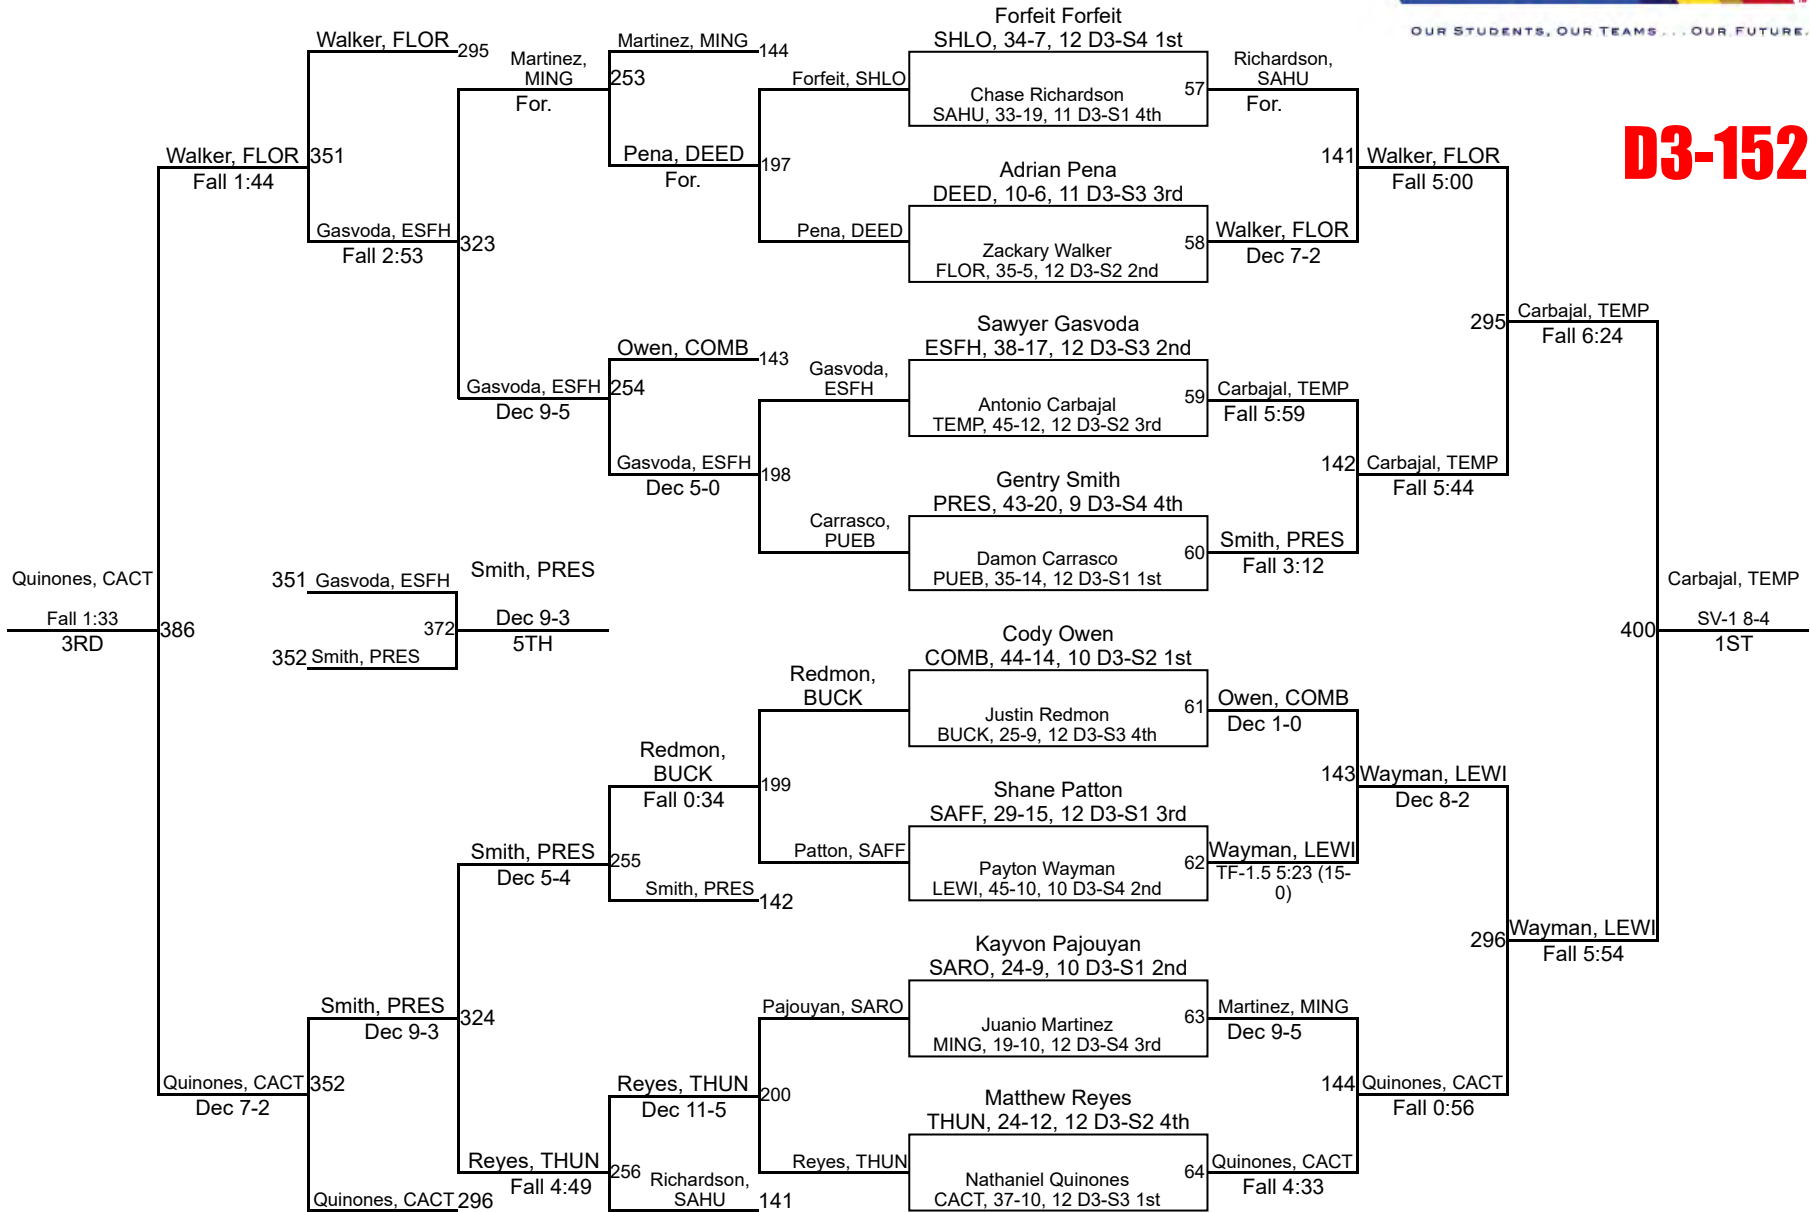 OUR STUDENTS, OUR TEAMS . . . OUR FUTURE.
D3-152
Forfeit Forfeit
SHLO, 34-7, 12 D3-S4 1st
57
Chase Richardson
SAHU, 33-19, 11 D3-S1 4th
Adrian Pena
DEED, 10-6, 11 D3-S3 3rd
58
Zackary Walker
FLOR, 35-5, 12 D3-S2 2nd
Sawyer Gasvoda
ESFH, 38-17, 12 D3-S3 2nd
59
Antonio Carbajal
TEMP, 45-12, 12 D3-S2 3rd
Gentry Smith
PRES, 43-20, 9 D3-S4 4th
60
Damon Carrasco
PUEB, 35-14, 12 D3-S1 1st
Cody Owen
COMB, 44-14, 10 D3-S2 1st
61
Justin Redmon
BUCK, 25-9, 12 D3-S3 4th
Shane Patton
SAFF, 29-15, 12 D3-S1 3rd
62
Payton Wayman
LEWI, 45-10, 10 D3-S4 2nd
Kayvon Pajouyan
SARO, 24-9, 10 D3-S1 2nd
63
Juanio Martinez
MING, 19-10, 12 D3-S4 3rd
Matthew Reyes
THUN, 24-12, 12 D3-S2 4th
64
Nathaniel Quinones
CACT, 37-10, 12 D3-S3 1st
Richardson,
SAHU
For.
Walker, FLOR
Dec 7-2
Carbajal, TEMP
Fall 5:59
Smith, PRES
Fall 3:12
Owen, COMB
Dec 1-0
Wayman, LEWI
TF-1.5 5:23 (15-
0)
Martinez, MING
Dec 9-5
Quinones, CACT
Fall 4:33
141
Walker, FLOR
Fall 5:00
142
Carbajal, TEMP
Fall 5:44
143
Wayman, LEWI
Dec 8-2
144
Quinones, CACT
Fall 0:56
295
Carbajal, TEMP
Fall 6:24
296
Wayman, LEWI
Fall 5:54
400
Carbajal, TEMP
SV-1 8-4
1ST
Forfeit, SHLO
Pena, DEED
Gasvoda,
ESFH
Carrasco,
PUEB
Redmon,
BUCK
Patton, SAFF
Pajouyan, SARO
Reyes, THUN
Martinez, MING
144
Pena, DEED
197
For.
Owen, COMB
143
Gasvoda, ESFH
198
Dec 5-0
Redmon,
BUCK
199
Fall 0:34
Smith, PRES
142
Reyes, THUN
200
Dec 11-5
Richardson,
SAHU
141
Martinez,
MING
253
For.
Gasvoda, ESFH
254
Dec 9-5
Smith, PRES
255
Dec 5-4
Reyes, THUN
256
Fall 4:49
Walker, FLOR
295
Gasvoda, ESFH
323
Fall 2:53
Smith, PRES
324
Dec 9-3
Quinones, CACT
296
Walker, FLOR
351
Fall 1:44
Quinones, CACT
352
Dec 7-2
Quinones, CACT
Fall 1:33
386
3RD
351 Gasvoda, ESFH
352 Smith, PRES
372
Smith, PRES
Dec 9-3
5TH